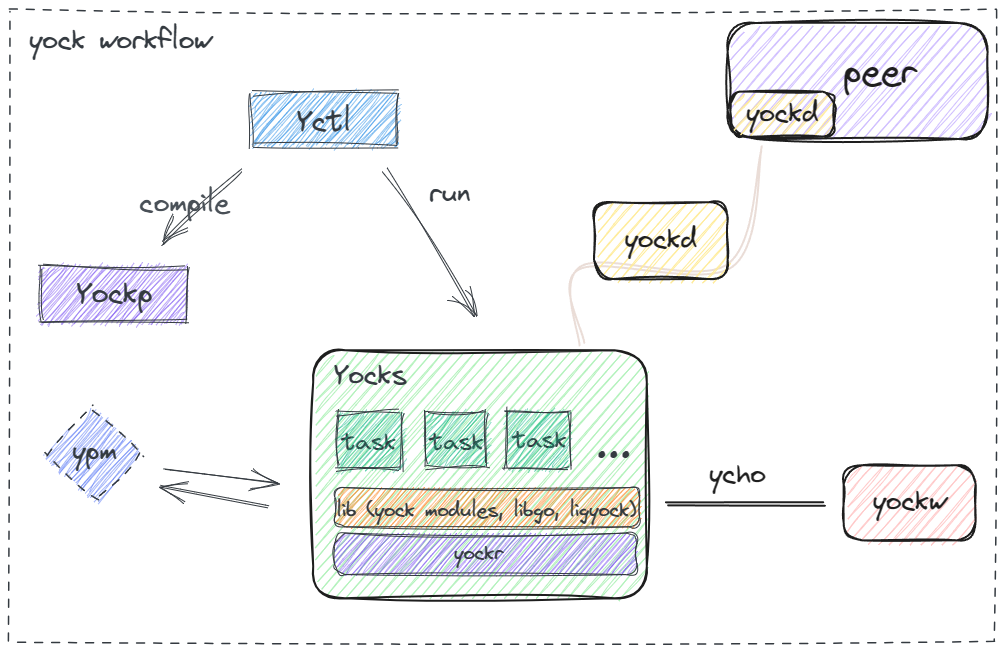 yock workflow
peer
yockd
Yctl
compile
run
yockd
Yockp
Yocks
task
task
task
...
ypm
ycho
yockw
lib (yock modules, libgo, ligyock)
yockr